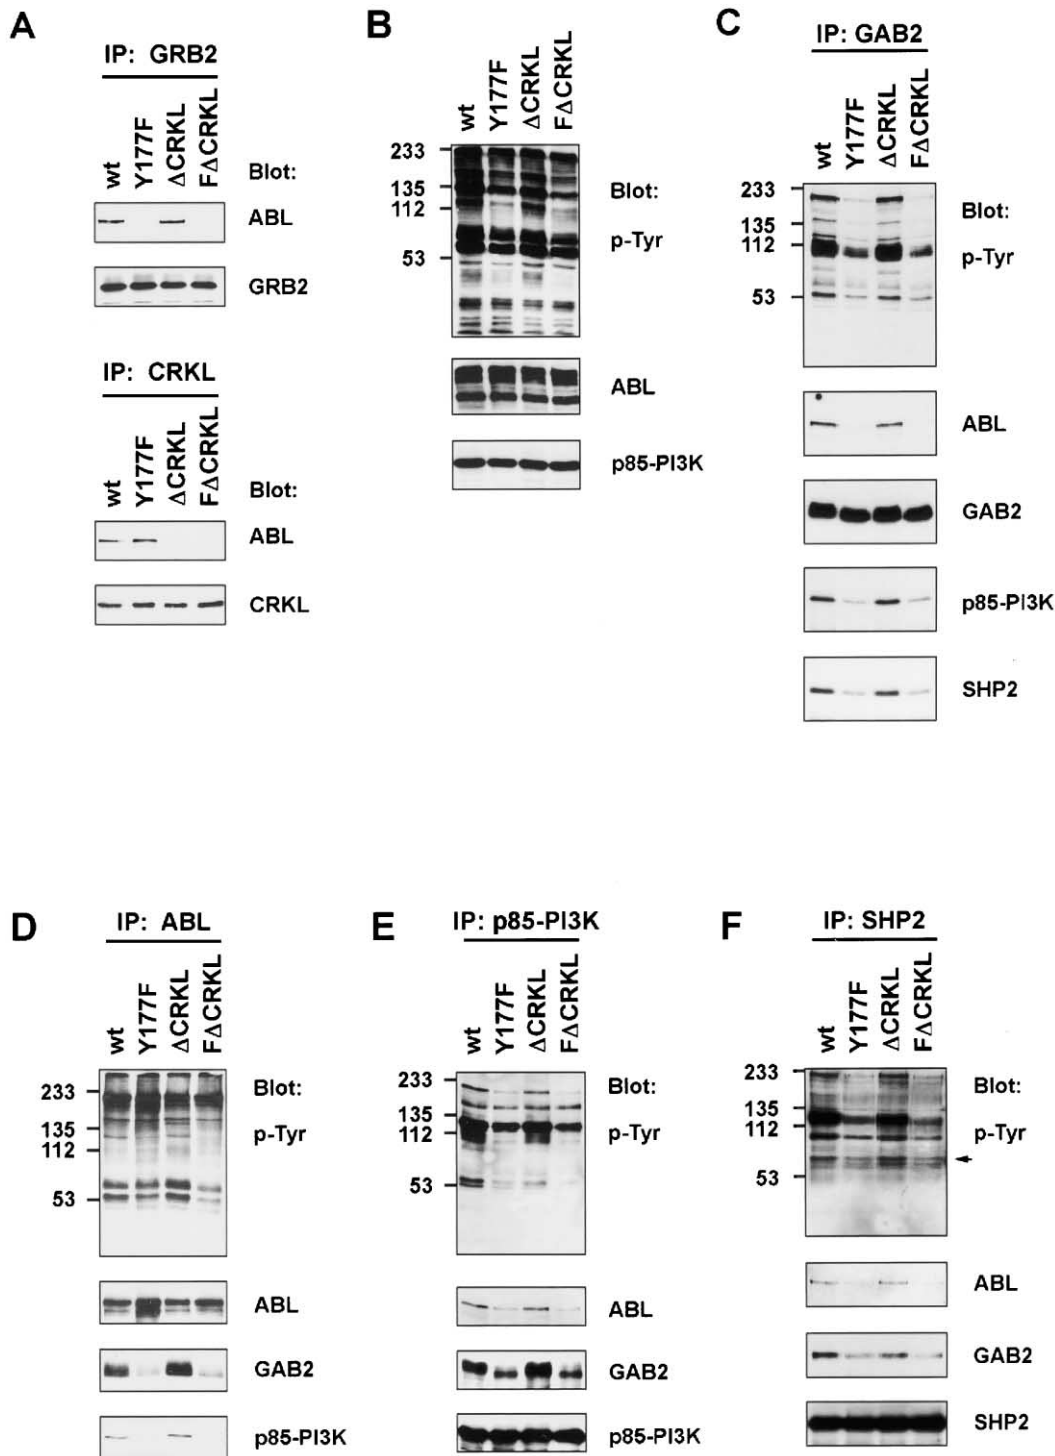 A
IP: GRB2
wt Y177F ΔCRKL FΔCRKL
Blot:
ABL
GRB2
IP: CRKL
wt Y177F ΔCRKL FΔCRKL
Blot:
ABL
CRKL
B
wt Y177F ΔCRKL FΔCRKL
233
135
112
53
Blot:
p-Tyr
ABL
p85-PI3K
C
IP: GAB2
wt Y177F ΔCRKL FΔCRKL
233
135
112
53
Blot:
p-Tyr
ABL
GAB2
p85-PI3K
SHP2
D
IP: ABL
wt Y177F ΔCRKL FΔCRKL
233
135
112
53
Blot:
p-Tyr
ABL
GAB2
p85-PI3K
E
IP: p85-PI3K
wt Y177F ΔCRKL FΔCRKL
233
135
112
53
Blot:
p-Tyr
ABL
GAB2
p85-PI3K
F
IP: SHP2
wt Y177F ΔCRKL FΔCRKL
233
135
112
53
Blot:
p-Tyr
ABL
GAB2
SHP2